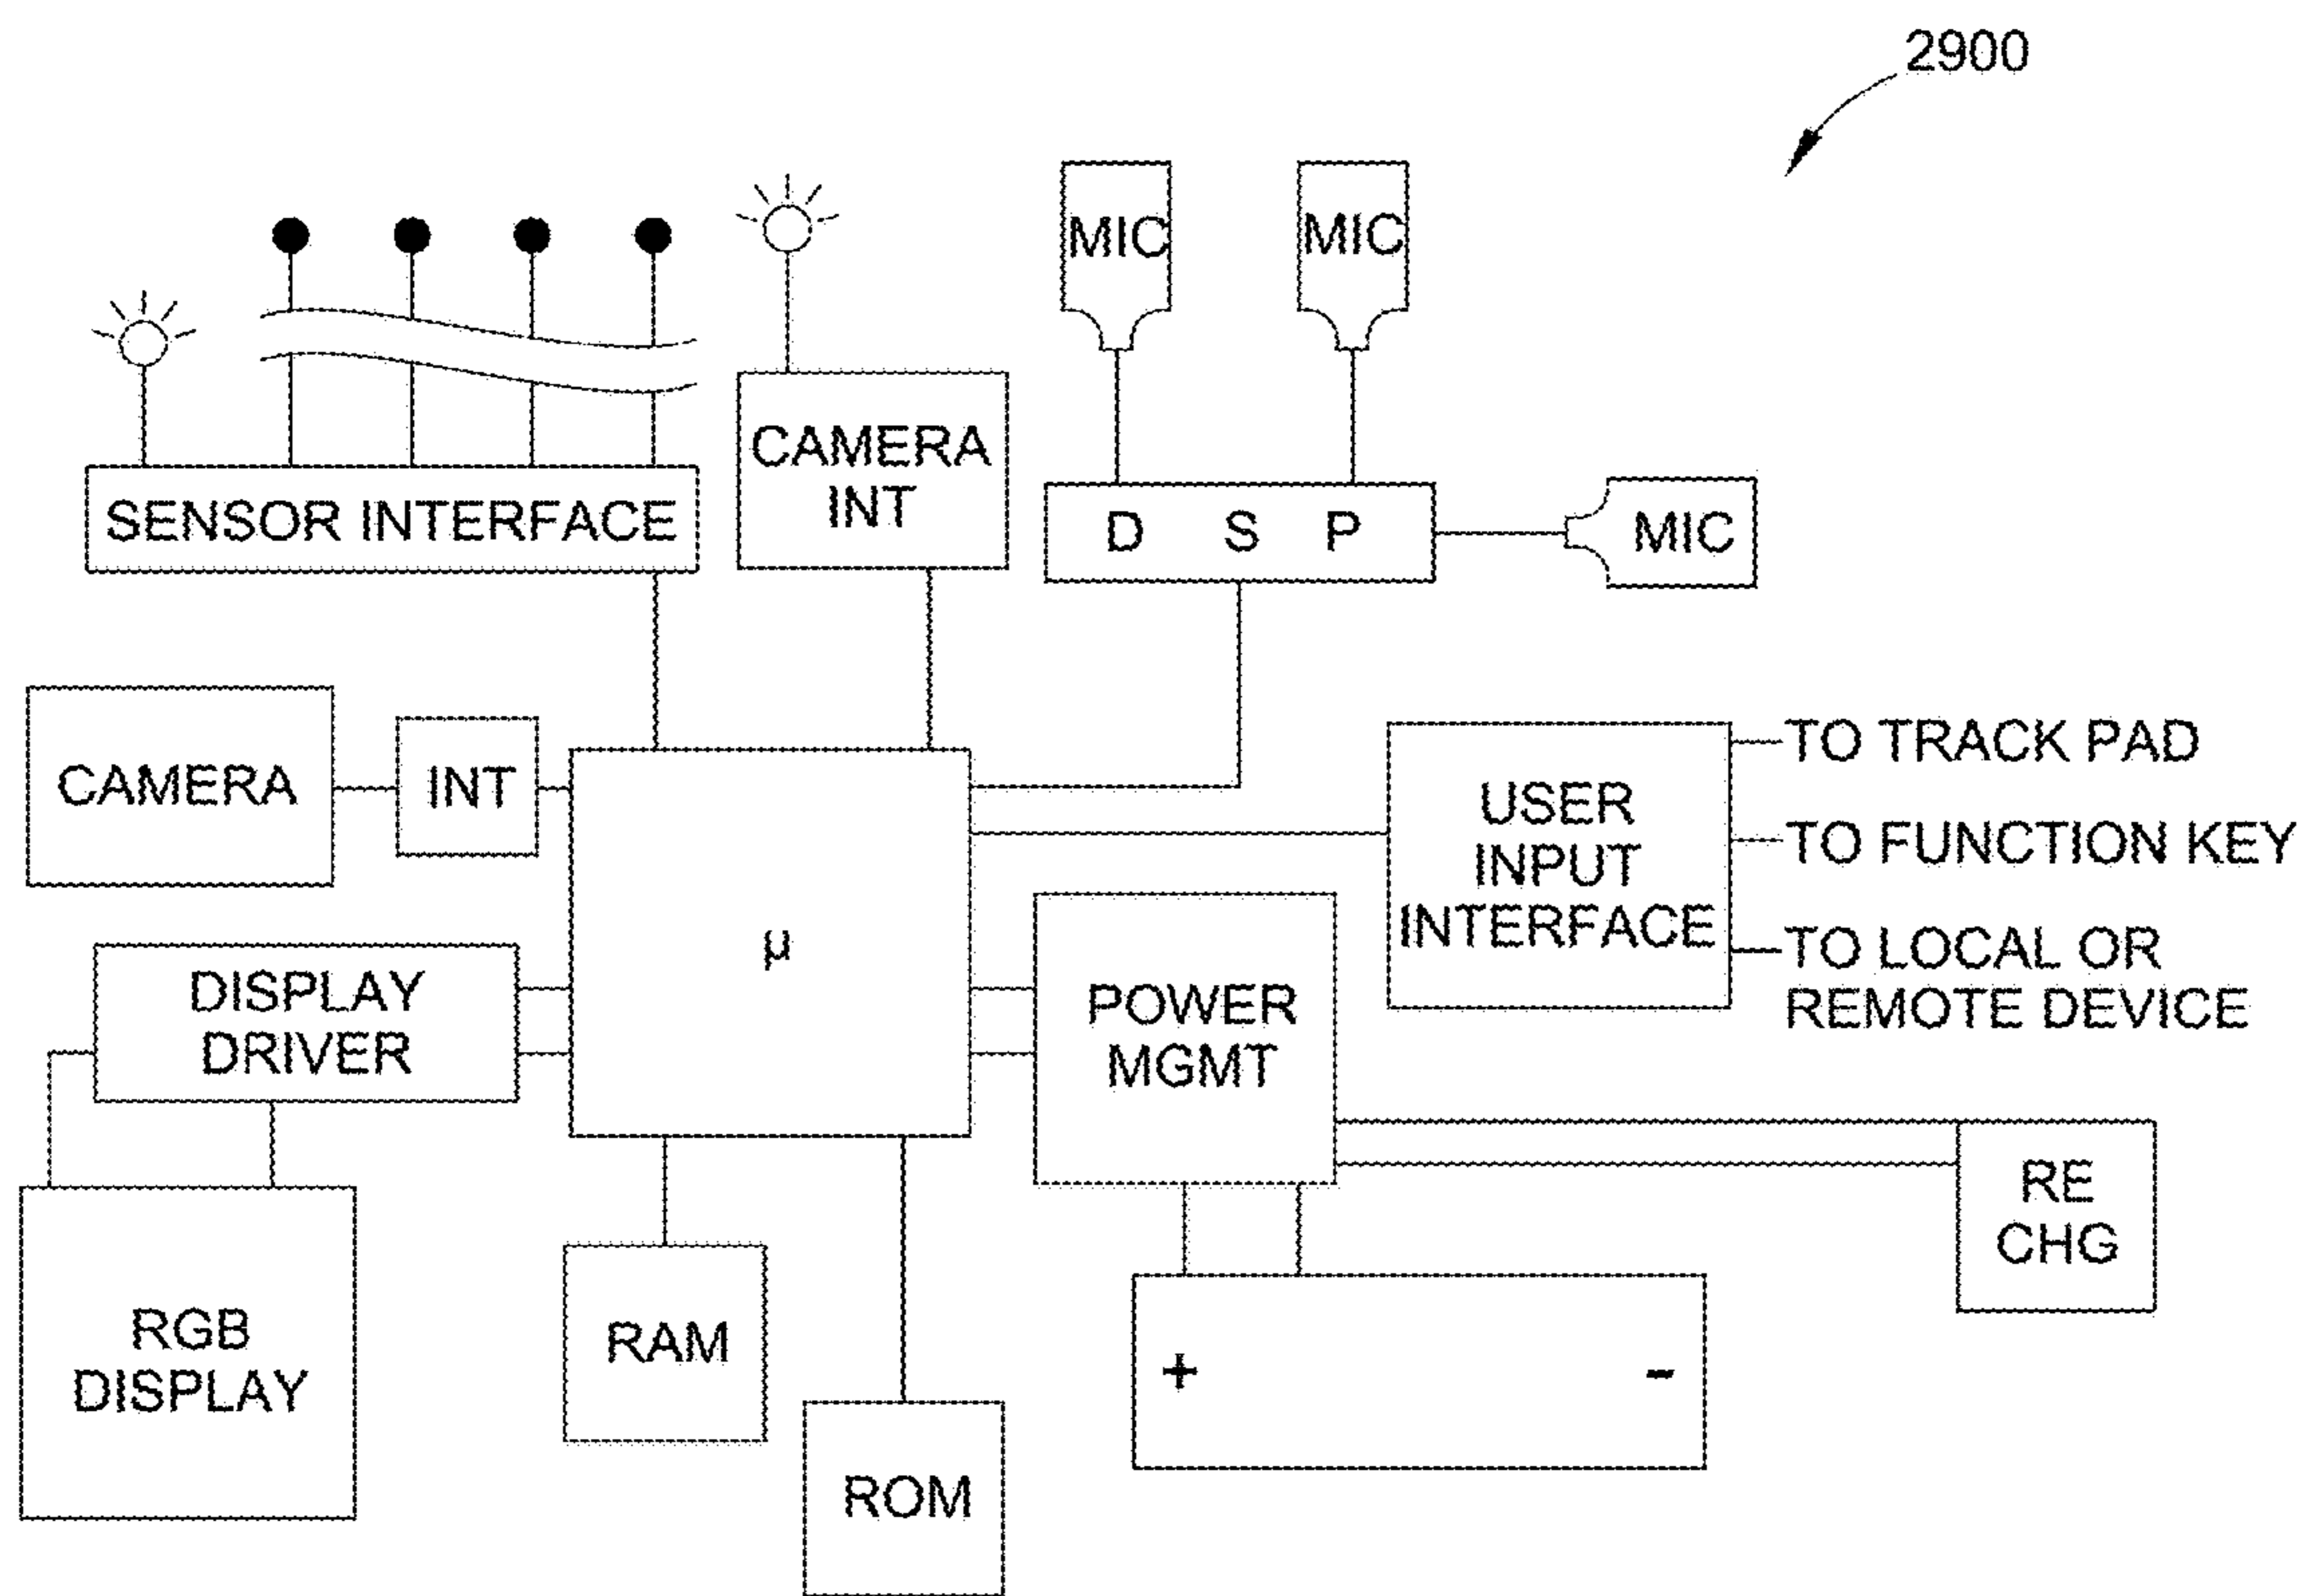 2900
MIC
MIC
CAMERA
INT
SENSOR INTERFACE
D S P
MIC
CAMERA
INT
μ
USER
INPUT
INTERFACE
TO TRACK PAD
TO FUNCTION KEY
TO LOCAL OR
REMOTE DEVICE
DISPLAY
DRIVER
POWER
MGMT
RE
CHG
RGB
DISPLAY
RAM
+ -
ROM